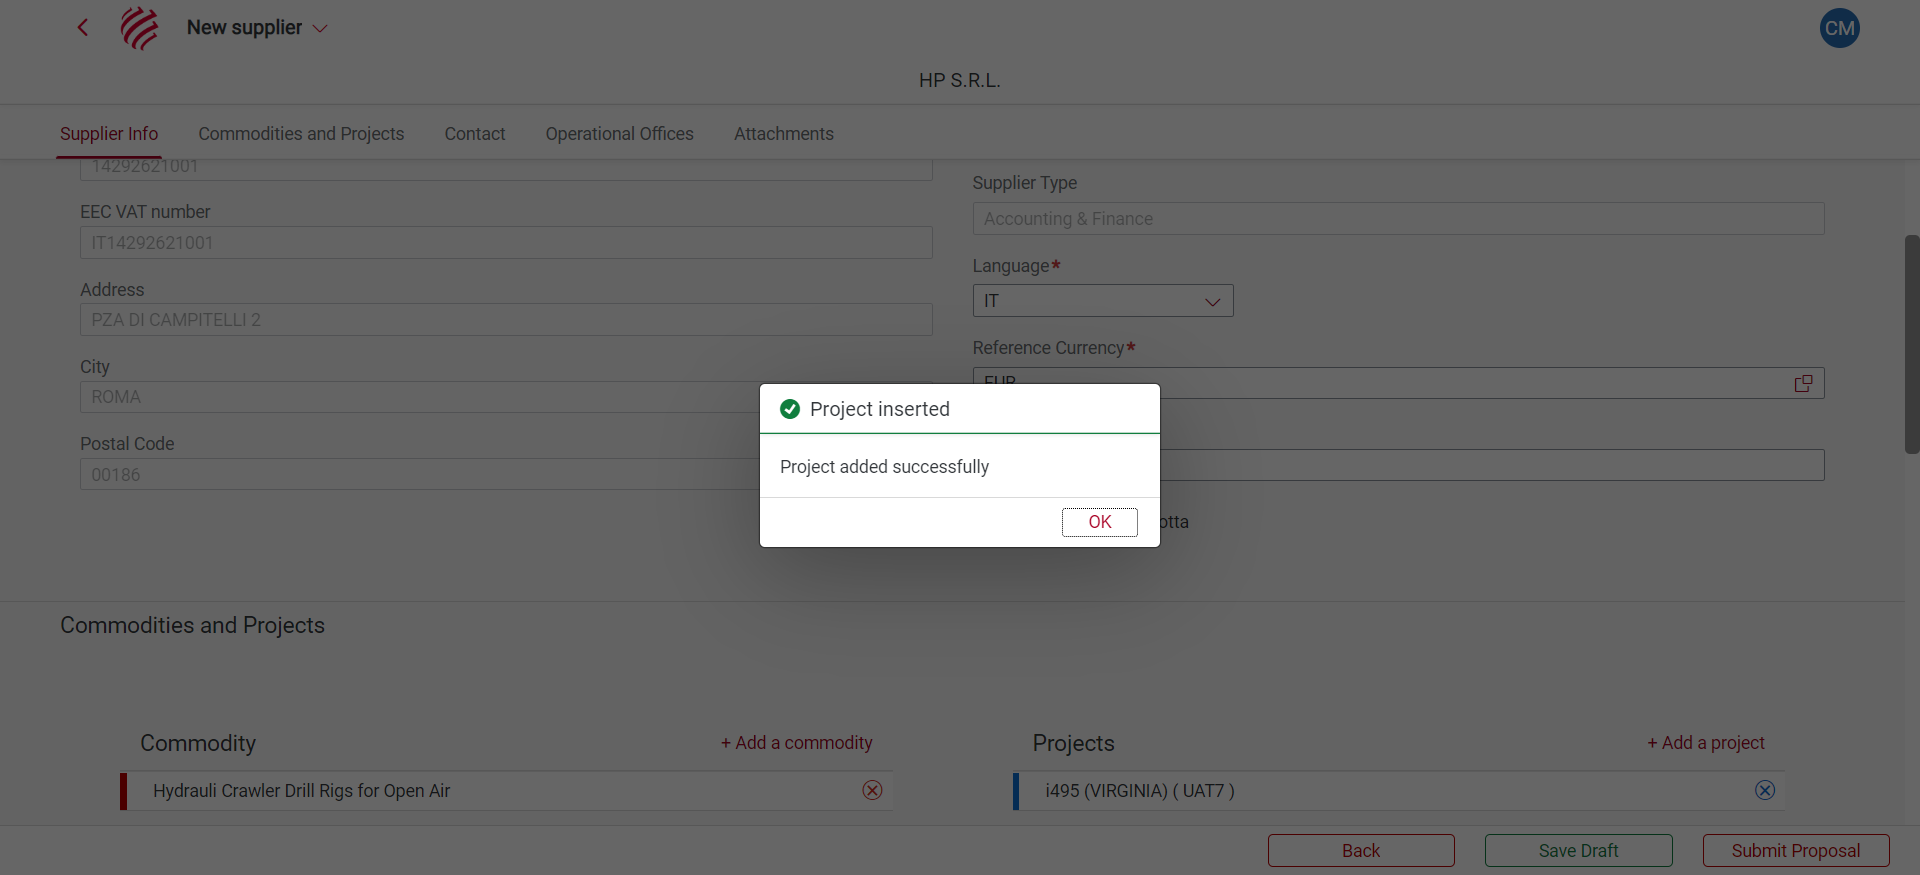 New supplier
CM
HP S.R.L.
Supplier Info
Commodities and Projects
Contact
Operational Offices
Attachments
14292621001
EEC VAT number
IT14292621001
Address
PZA DI CAMPITELLI 2
City
ROMA
Postal Code
00186
Supplier Type
Accounting & Finance
Language*
IT
Reference Currency*
EUR
otta
Project inserted
Project added successfully
OK
Commodities and Projects
Commodity
+ Add a commodity
Hydrauli Crawler Drill Rigs for Open Air
Projects
+ Add a project
i495 (VIRGINIA) ( UAT7 )
Back
Save Draft
Submit Proposal